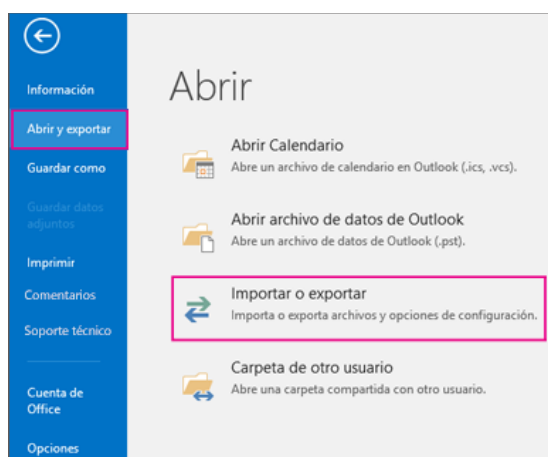 Información
Abrir y exportar
Guardar como
Guardar datos
adjuntos
Imprimir
Comentarios
Soporte técnico
Cuenta de
Office
Opciones
Abrir
Abrir Calendario
Abre un archivo de calendario en Outlook (.ics, .vcs).
Abrir archivo de datos de Outlook
Abre un archivo de datos de Outlook (.pst).
Importar o exportar
Importa o exporta archivos y opciones de configuración.
Carpeta de otro usuario
Abre una carpeta compartida con otro usuario.